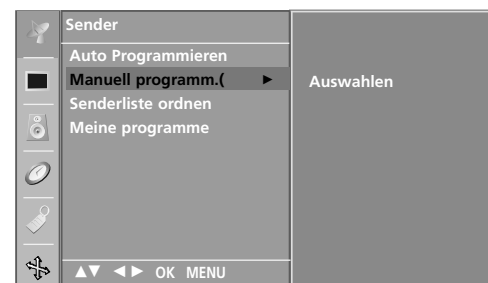 Sender
Auto Programmieren
Manuell programm.( ►
Auswahlen
Senderliste ordnen
Meine programme
▲▼ ◄► OK MENU